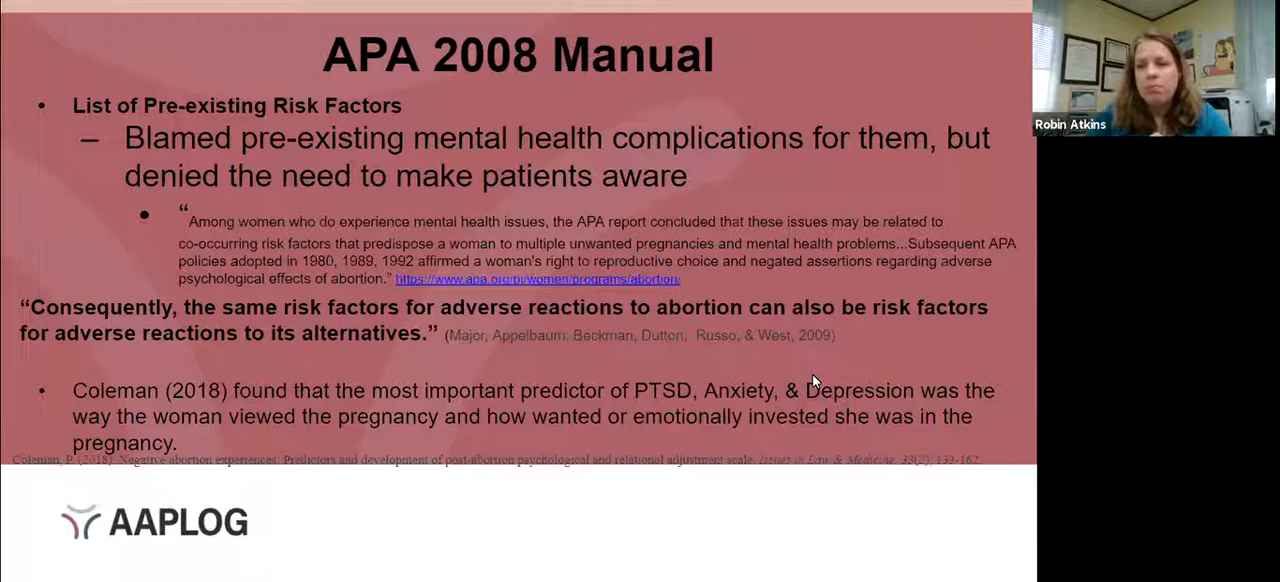 APA 2008 Manual
Robin Atkins
• List of Pre-existing Risk Factors
– Blamed pre-existing mental health complications for them, but
denied the need to make patients aware
• “Among women who do experience mental health issues, the APA report concluded that these issues may be related to
co-occurring risk factors that predispose a woman to multiple unwanted pregnancies and mental health problems...Subsequent APA
policies adopted in 1980, 1989, 1992 affirmed a woman's right to reproductive choice and negated assertions regarding adverse
psychological effects of abortion.” https://www.apa.org/pi/women/programs/abortion/
“Consequently, the same risk factors for adverse reactions to abortion can also be risk factors
for adverse reactions to its alternatives.” (Major, Appelbaum. Beckman, Dutton, Russo, & West, 2009)
• Coleman (2018) found that the most important predictor of PTSD, Anxiety, & Depression was the
way the woman viewed the pregnancy and how wanted or emotionally invested she was in the
pregnancy.
Coleman, P. (2018). Negative abortion experiences: Predictors and development of post-abortion psychological and relational adjustment scale. Issues in Law & Medicine, 33(2), 133-162.
AAPLOG